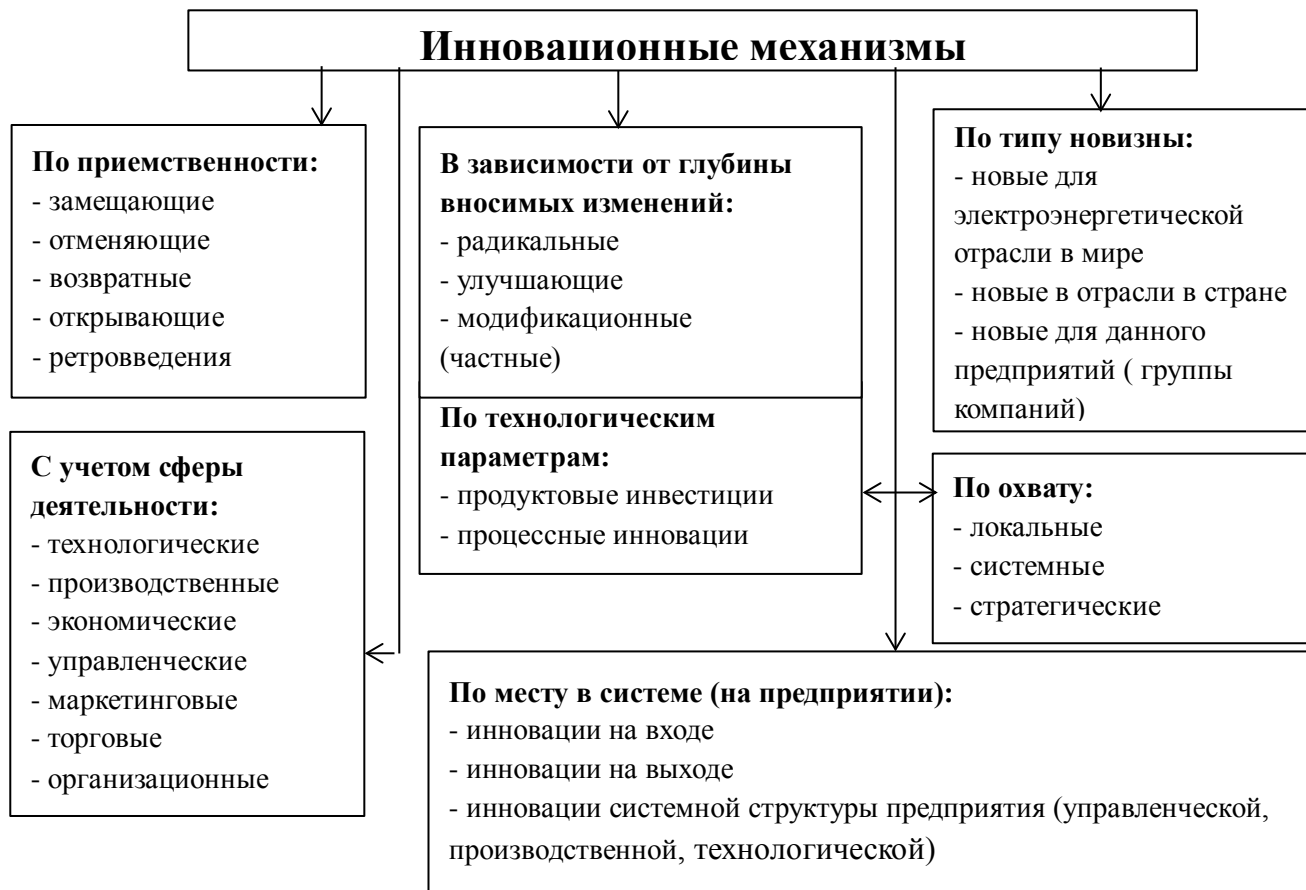 Инновационные механизмы
По приемственности:
- замещающие
- отменяющие
- возвратные
- открывающие
- ретровведения
В зависимости от глубины
вносимых изменений:
- радикальные
- улучшающие
- модификационные
(частные)
По типу новизны:
- новые для
электроэнергетической
отрасли в мире
- новые в отрасли в стране
- новые для данного
предприятий ( группы
компаний)
С учетом сферы
деятельности:
- технологические
- производственные
- экономические
- управленческие
- маркетинговые
- торговые
- организационные
По технологическим
параметрам:
- продуктовые инвестиции
- процессные инновации
По охвату:
- локальные
- системные
- стратегические
По месту в системе (на предприятии):
- инновации на входе
- инновации на выходе
- инновации системной структуры предприятия (управленческой,
производственной, технологической)